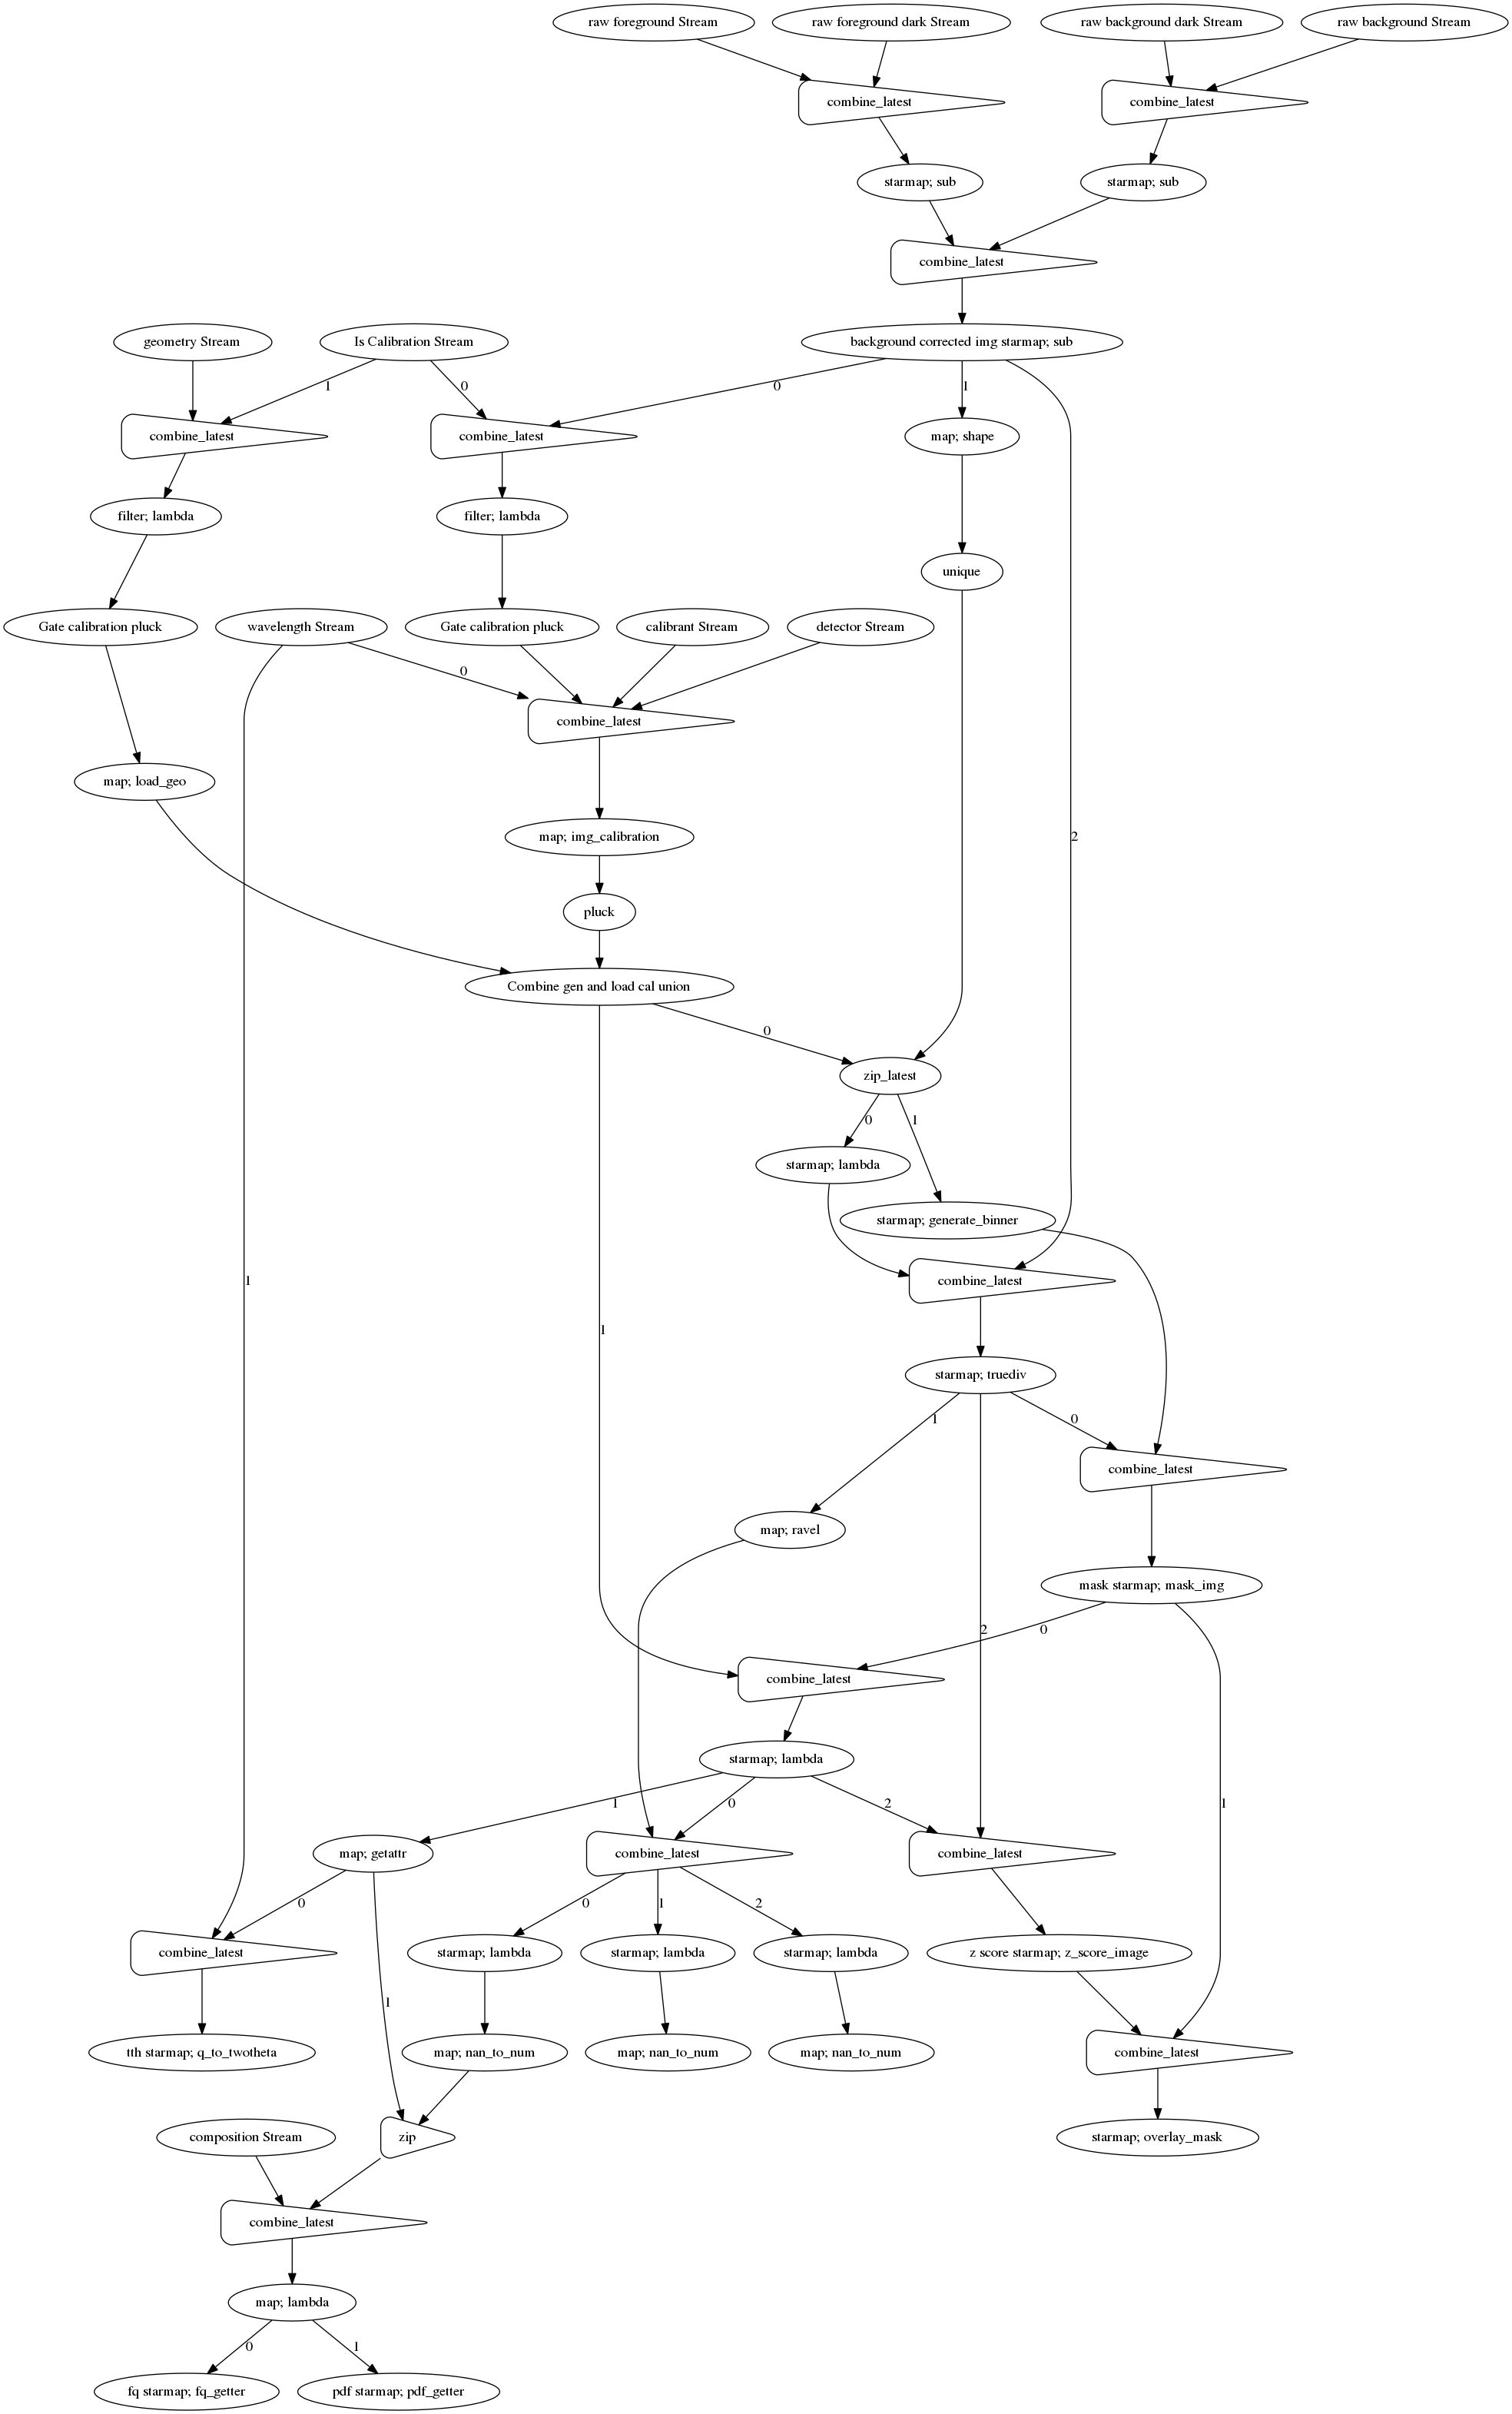 raw foreground Stream
raw foreground dark Stream
raw background dark Stream
raw background Stream
combine_latest
combine_latest
starmap; sub
starmap; sub
combine_latest
geometry Stream
Is Calibration Stream
background corrected img starmap; sub
1
0
0
1
combine_latest
combine_latest
map; shape
filter; lambda
filter; lambda
unique
Gate calibration pluck
wavelength Stream
Gate calibration pluck
calibrant Stream
detector Stream
0
combine_latest
map; load_geo
map; img_calibration
2
pluck
Combine gen and load cal union
0
zip_latest
0
1
starmap; lambda
starmap; generate_binner
1
combine_latest
1
starmap; truediv
1
0
combine_latest
map; ravel
mask starmap; mask_img
2
0
combine_latest
starmap; lambda
1
0
2
1
map; getattr
combine_latest
combine_latest
0
0
1
2
combine_latest
starmap; lambda
starmap; lambda
starmap; lambda
z score starmap; z_score_image
1
tth starmap; q_to_twotheta
map; nan_to_num
map; nan_to_num
map; nan_to_num
combine_latest
composition Stream
zip
starmap; overlay_mask
combine_latest
map; lambda
0
1
fq starmap; fq_getter
pdf starmap; pdf_getter